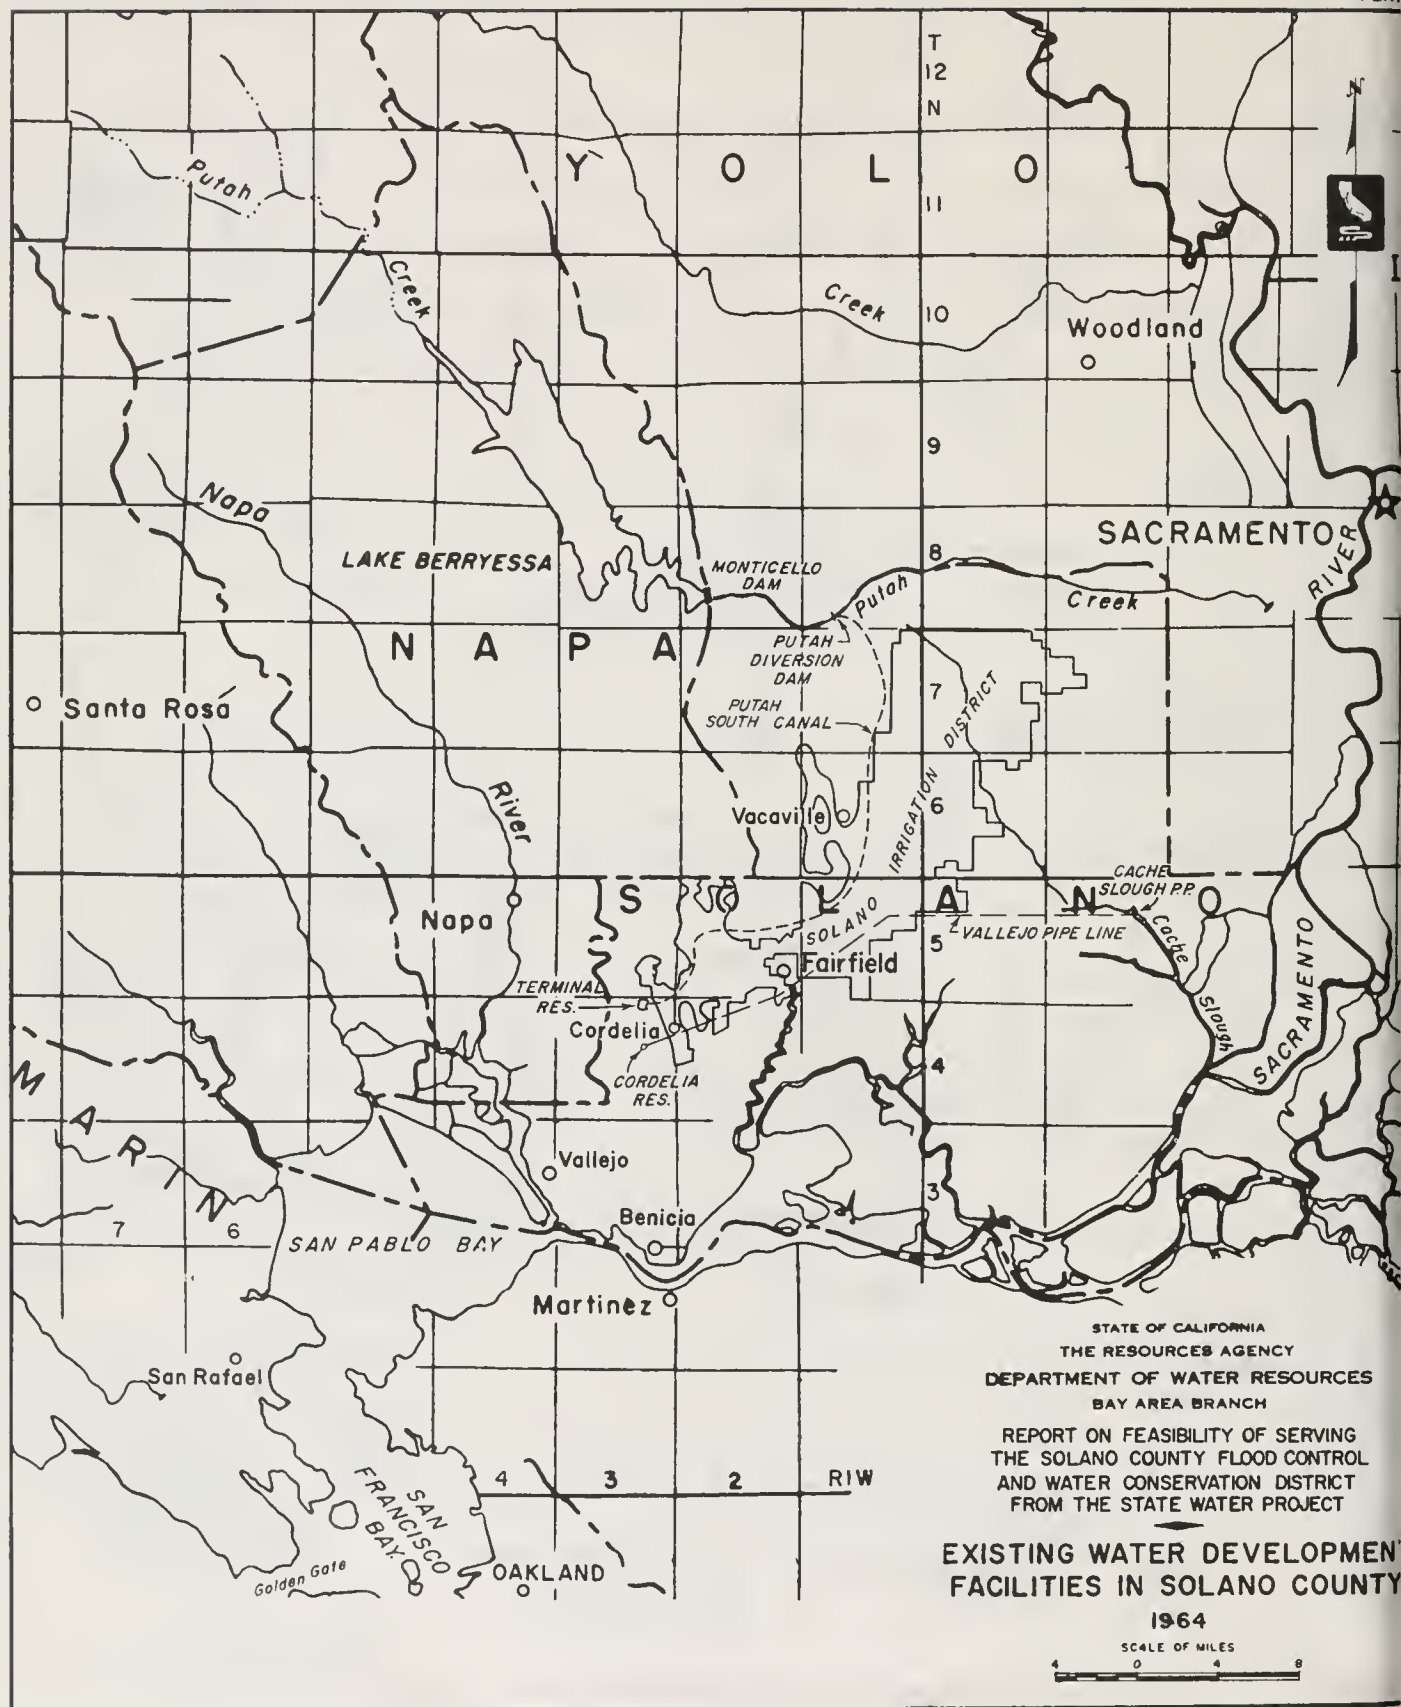 T
12
N
N
Y O L O
Putah
11
Creek
Creek
10
Woodland
9
Napa
SACRAMENTO
RIVER
LAKE BERRYESSA
8
MONTICELLO
DAM
Putah
Creek
N A P A
PUTAH
DIVERSION
DAM
7
Santa Rosa
PUTAH
SOUTH CANAL
DISTRICT
River
IRRIGATION
6
Vacaville
CACHE
SLOUGH P.P.
S O L A N O
Napa
SOLANO
VALLEJO PIPE LINE
5
Cache
Slough
SACRAMENTO
Fairfield
TERMINAL
RES.
Cordelia
4
CORDELIA
RES.
MARIN
Vallejo
3
Benicia
7
6
SAN PABLO BAY
Martinez
STATE OF CALIFORNIA
THE RESOURCES AGENCY
DEPARTMENT OF WATER RESOURCES
BAY AREA BRANCH
San Rafael
REPORT ON FEASIBILITY OF SERVING
THE SOLANO COUNTY FLOOD CONTROL
AND WATER CONSERVATION DISTRICT
FROM THE STATE WATER PROJECT
4
3
2
R1W
SAN
FRANCISCO
BAY
OAKLAND
Golden Gate
EXISTING WATER DEVELOPMEN
FACILITIES IN SOLANO COUNTY
1964
SCALE OF MILES
4 0 4 8